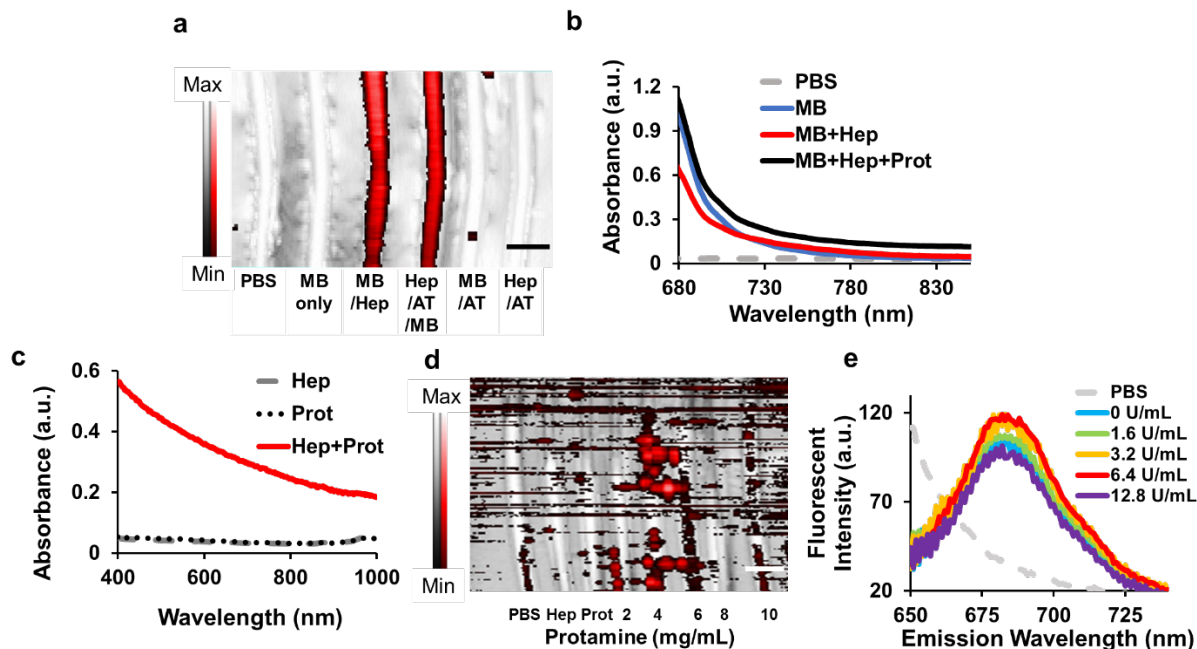 a
Max
Min
PBS
MB
only
MB
/Hep
Hep
/AT
/MB
MB
/AT
Hep
/AT
b
Absorbance (a.u.)
1.2
0.9
0.6
0.3
0
680
730
780
830
Wavelength (nm)
PBS
MB
MB+Hep
MB+Hep+Prot
c
Absorbance (a.u.)
0.6
0.4
0.2
0
400
600
800
1000
Wavelength (nm)
Hep
Prot
Hep+Prot
d
Max
Min
PBS Hep Prot 2 4 6 8 10
Protamine (mg/mL)
e
Fluorescent
Intensity (a.u.)
120
70
20
650
675
700
725
Emission Wavelength (nm)
PBS
0 U/mL
1.6 U/mL
3.2 U/mL
6.4 U/mL
12.8 U/mL